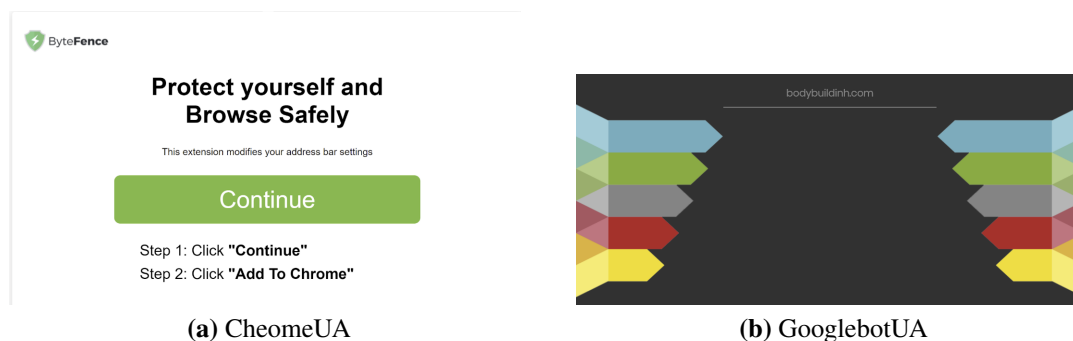 ByteFence
Protect yourself and
Browse Safely
This extension modifies your address bar settings
Continue
Step 1: Click "Continue"
Step 2: Click "Add To Chrome"
(a) CheomeUA
bodybuildinh.com
(b) GooglebotUA